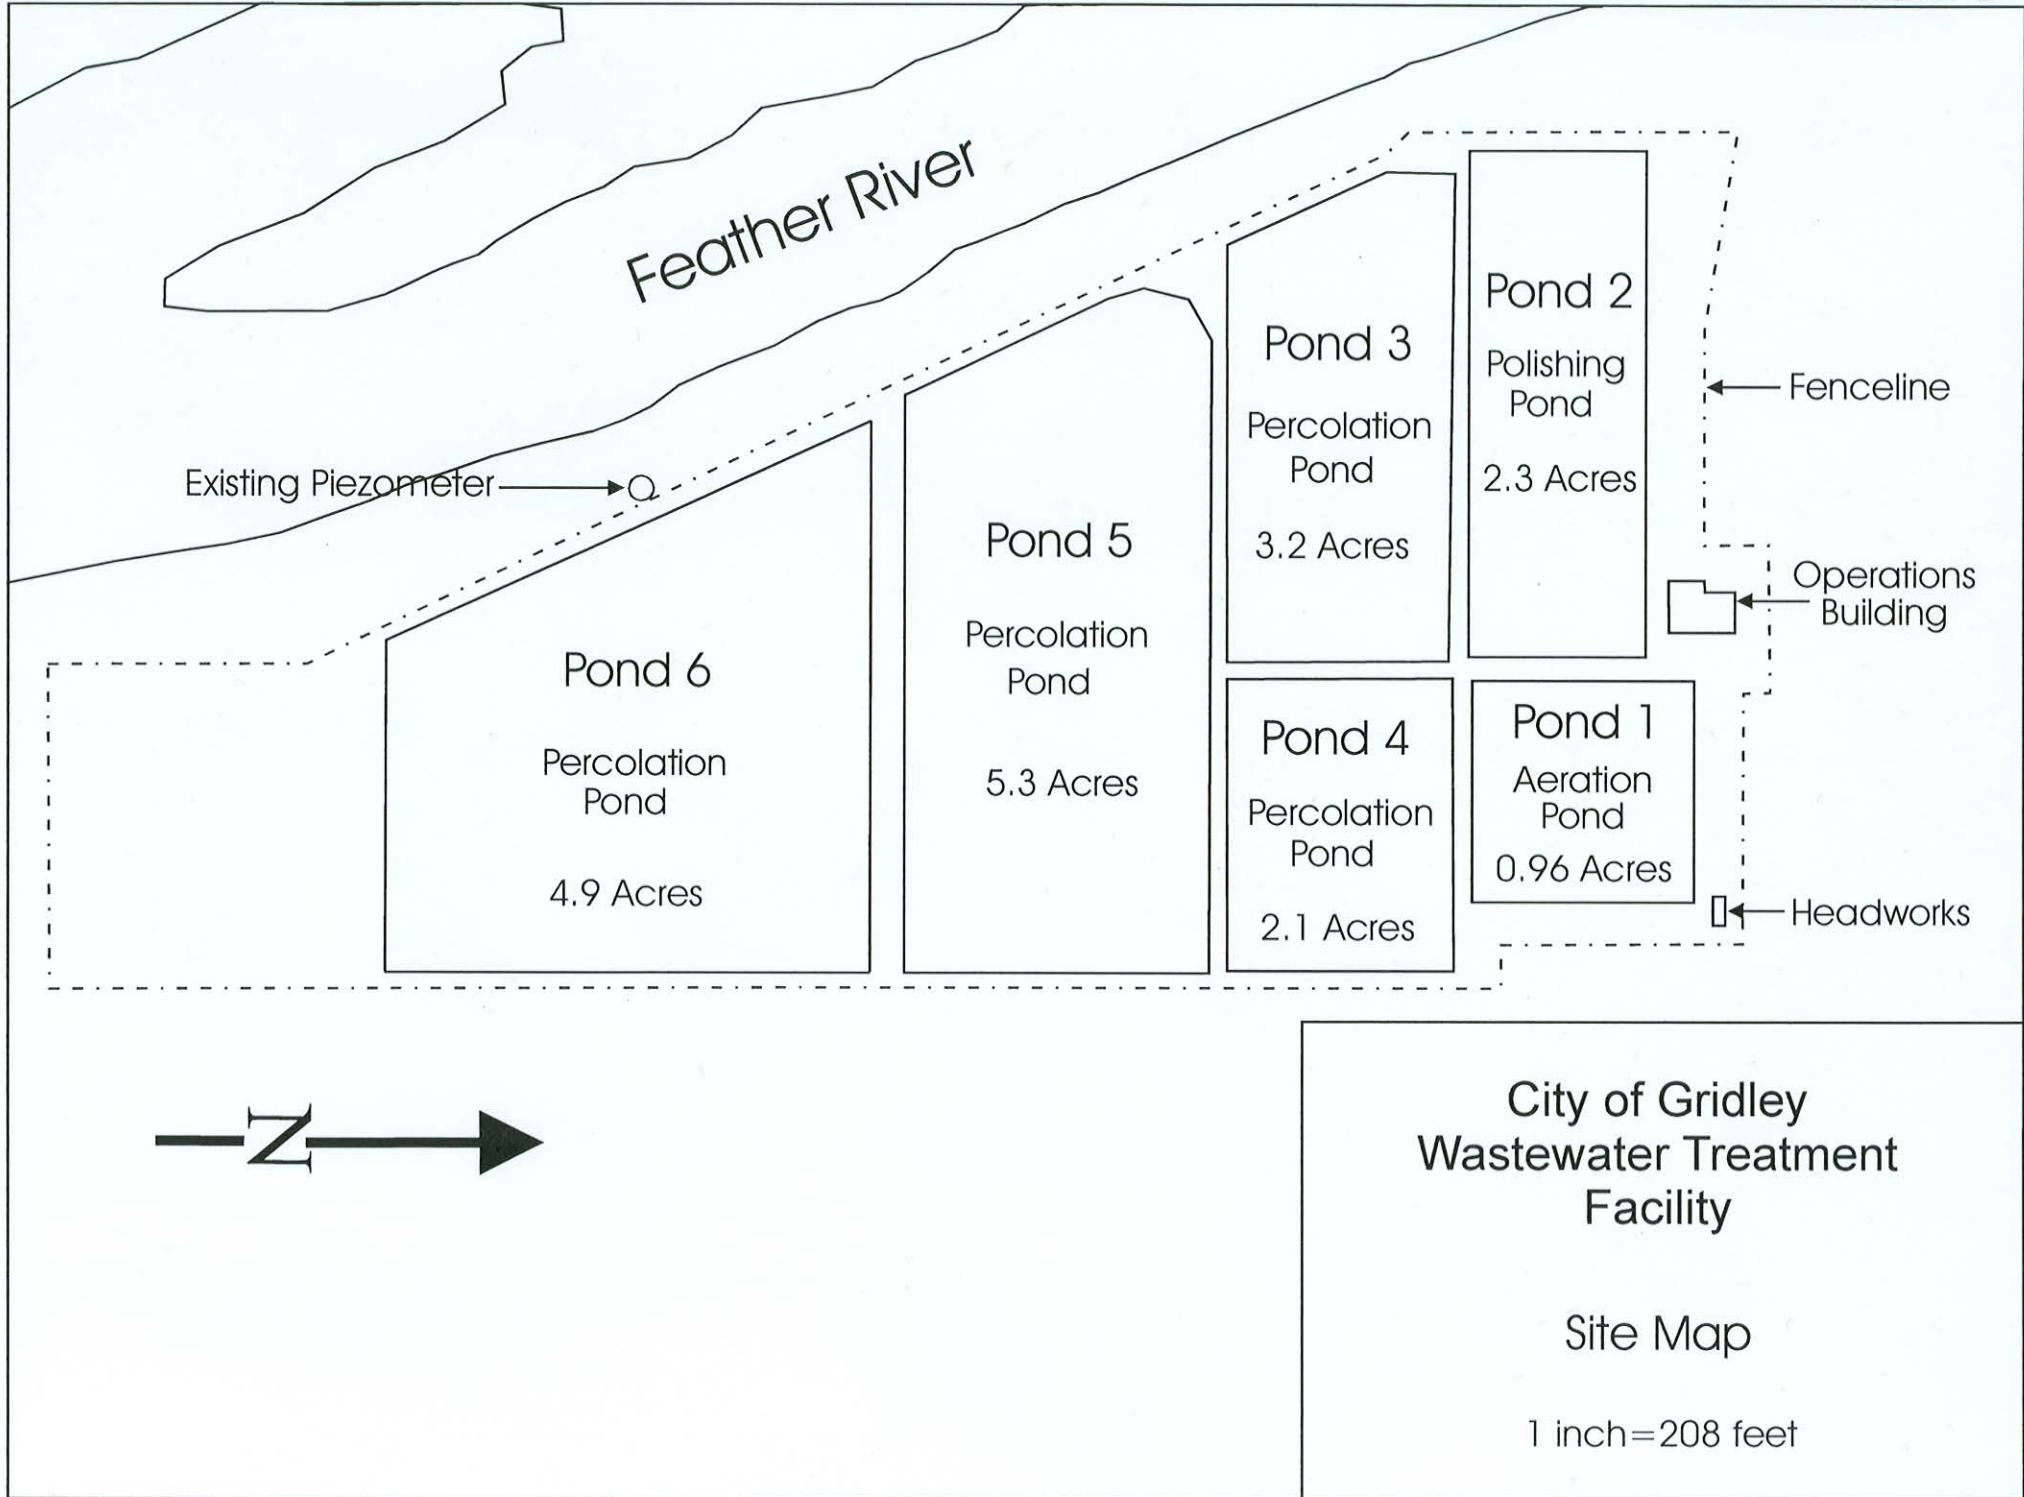 Feather River
Existing Piezometer
Pond 2
Polishing
Pond
2.3 Acres
Pond 3
Percolation
Pond
3.2 Acres
Fenceline
Pond 5
Percolation
Pond
5.3 Acres
Operations
Building
Pond 6
Percolation
Pond
4.9 Acres
Pond 4
Percolation
Pond
2.1 Acres
Pond 1
Aeration
Pond
0.96 Acres
Headworks
N
City of Gridley
Wastewater Treatment
Facility
Site Map
1 inch=208 feet